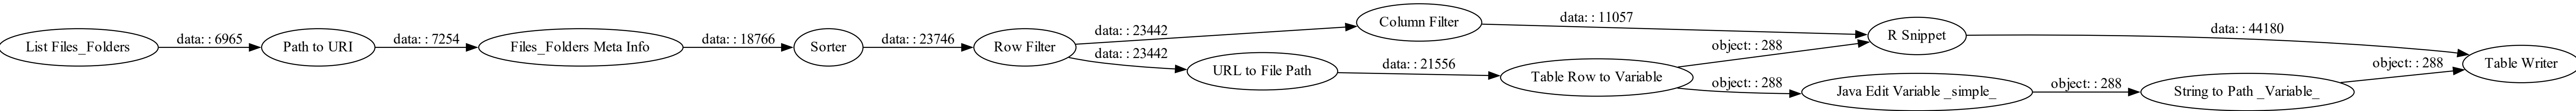 List Files_Folders
data: : 6965
Path to URI
data: : 7254
Files_Folders Meta Info
data: : 18766
Sorter
data: : 23746
Row Filter
data: : 23442
data: : 23442
Column Filter
data: : 11057
URL to File Path
data: : 21556
Table Row to Variable
object: : 288
object: : 288
R Snippet
data: : 44180
Java Edit Variable _simple_
object: : 288
String to Path _Variable_
object: : 288
Table Writer